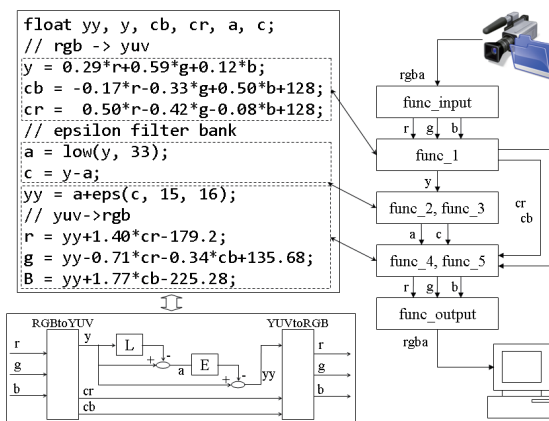 float yy, y, cb, cr, a, c;
// rgb -> yuv
y = 0.29*r+0.59*g+0.12*b;
cb = -0.17*r-0.33*g+0.50*b+128;
cr =  0.50*r-0.42*g-0.08*b+128;
// epsilon filter bank
a = low(y, 33);
c = y-a;
yy = a+eps(c, 15, 16);
// yuv->rgb
r = yy+1.40*cr-179.2;
g = yy-0.71*cr-0.34*cb+135.68;
B = yy+1.77*cb-225.28;
rgba
func_input
r g b
func_1
y
cr
cb
func_2, func_3
a c
func_4, func_5
r g b
func_output
rgba
RGBtoYUV YUVtoRGB
r y L r
+ -
g a E g
+ - yy
b cr b
cb